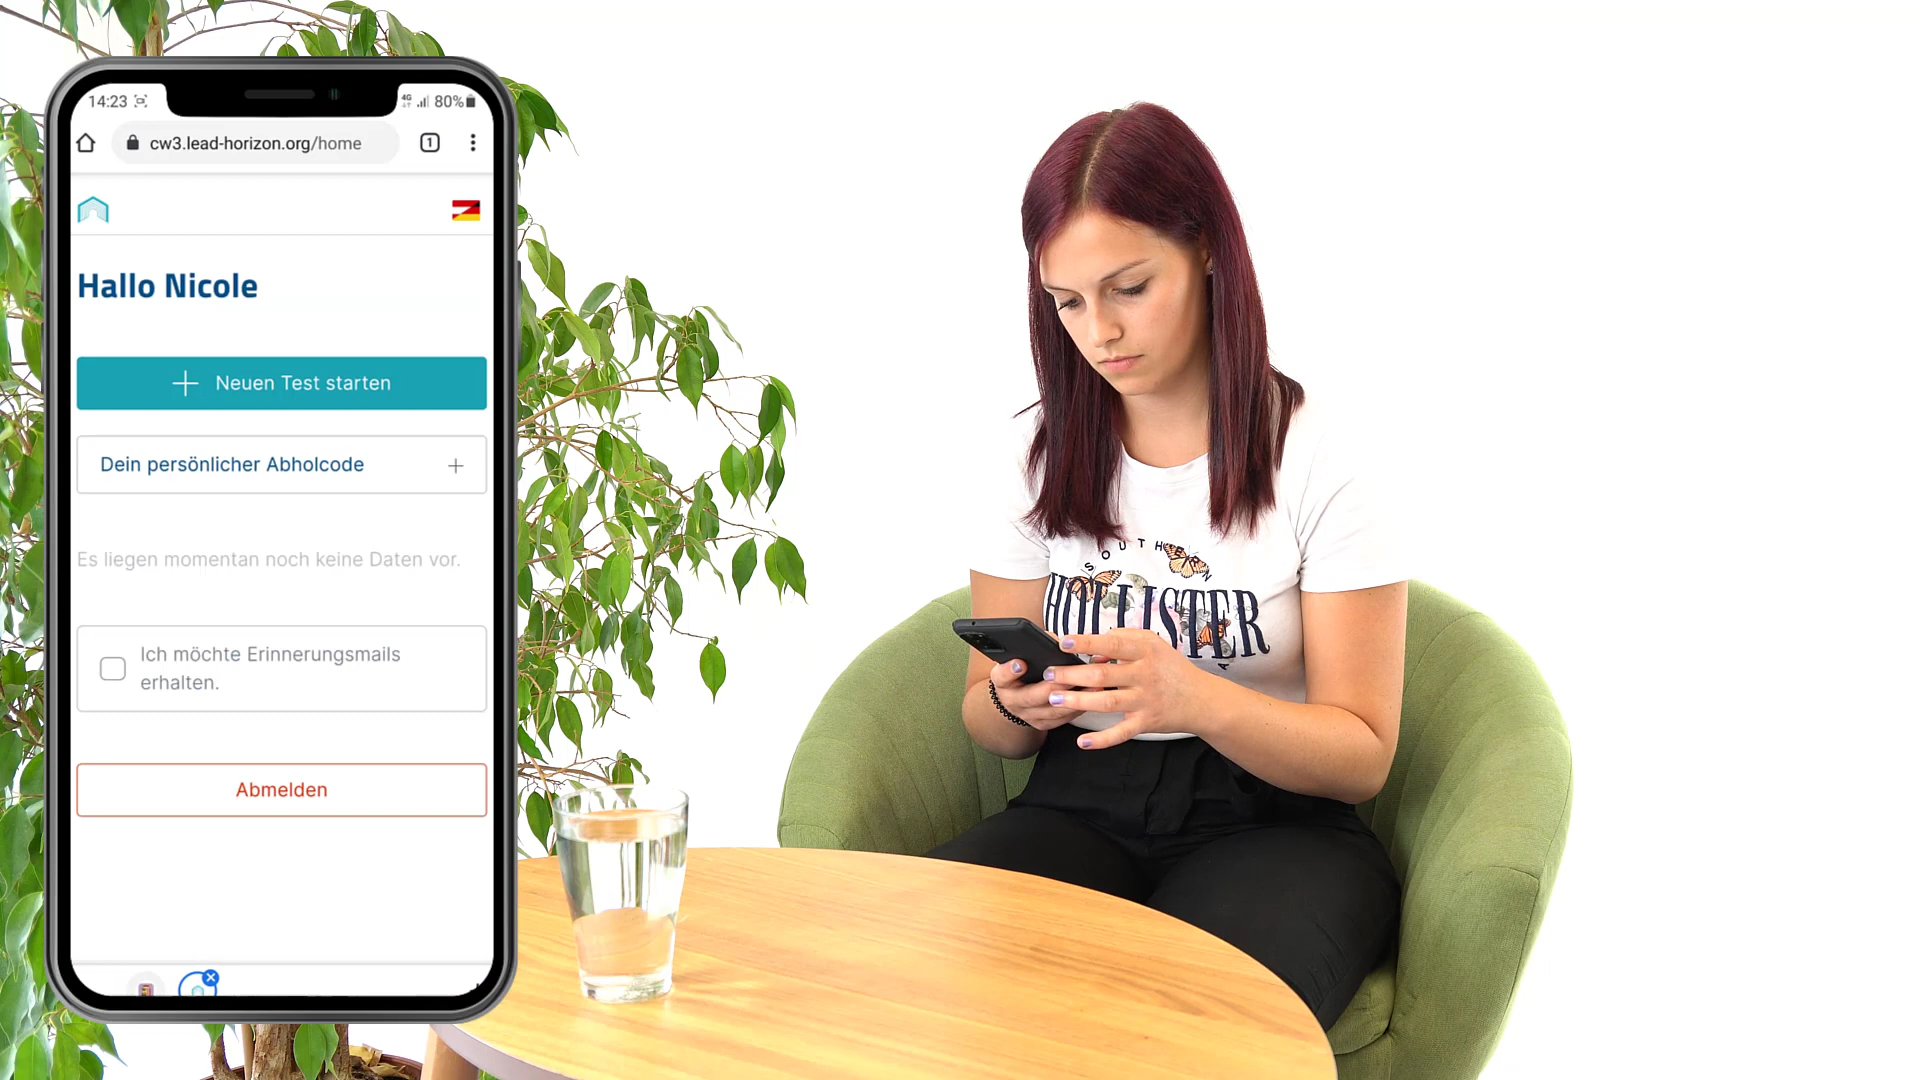 14:23
4G
80%
cw3.lead-horizon.org/home
1
Hallo Nicole
Neuen Test starten
Dein persönlicher Abholcode
Es liegen momentan noch keine Daten vor.
Ich möchte Erinnerungsmails
erhalten.
Abmelden
SOUTHERN
HOLLISTER